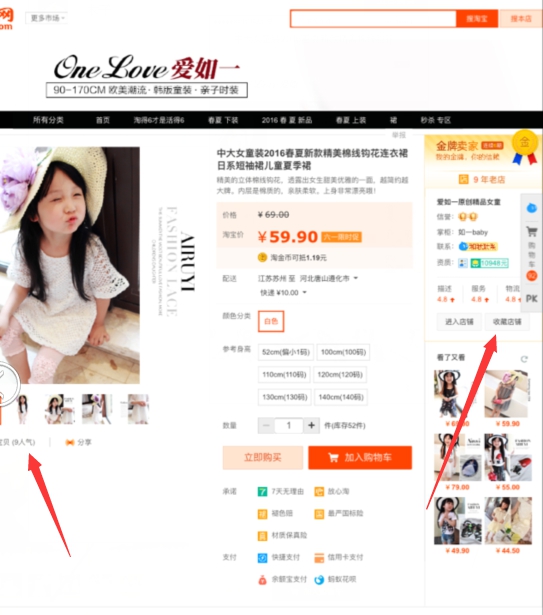 网
om
更多市场
搜淘宝
搜本店
One Love 爱如一
90-170CM 欧美潮流·韩版童装·亲子时装
所有分类 首页 淘得6才是活得6 春夏 下装 2016 春 夏 新品 春夏 上装 裙 秒杀 专区
举报
中大女童装2016春夏新款精美棉线钩花连衣裙
日系短袖裙儿童夏季裙
精美的立体棉线钩花,透露出女生甜美优雅的一面。越简约越
大牌。内层是棉质的,亲肤柔软。上身非常漂亮哦!
价格 ¥ 69.00
淘宝价 ¥ 59.90
淘金币可抵1.19元
配送 江苏苏州 至 河北唐山遵化市
快递 ¥10.00
颜色分类 白色
参考身高 52cm(猫小1码) 100cm(100码)
110cm(110码) 120cm(120码)
130cm(130码) 140cm(140码)
数量 1 件(库存52件)
立即购买 加入购物车
承诺 7天无理由 放心淘
破色版 最严国标险
材质保真险
支付 快捷支付 信用卡支付
余额宝支付 蚂蚁花呗
AIRUYI
FASHION LACE
宝贝 (9人气) 分享
金牌卖家
我的金牌,你的信赖
金
9 年老店
爱如一原创精品女童
信誉:
掌柜: 如一baby
联系:
资质:
描述 服务 物流
4.8 4.8 4.8
进入店铺 收藏店铺
购物车
PK
看了又看
¥ 59.90
¥ 79.00 ¥ 55.00
¥ 49.90 ¥ 44.50